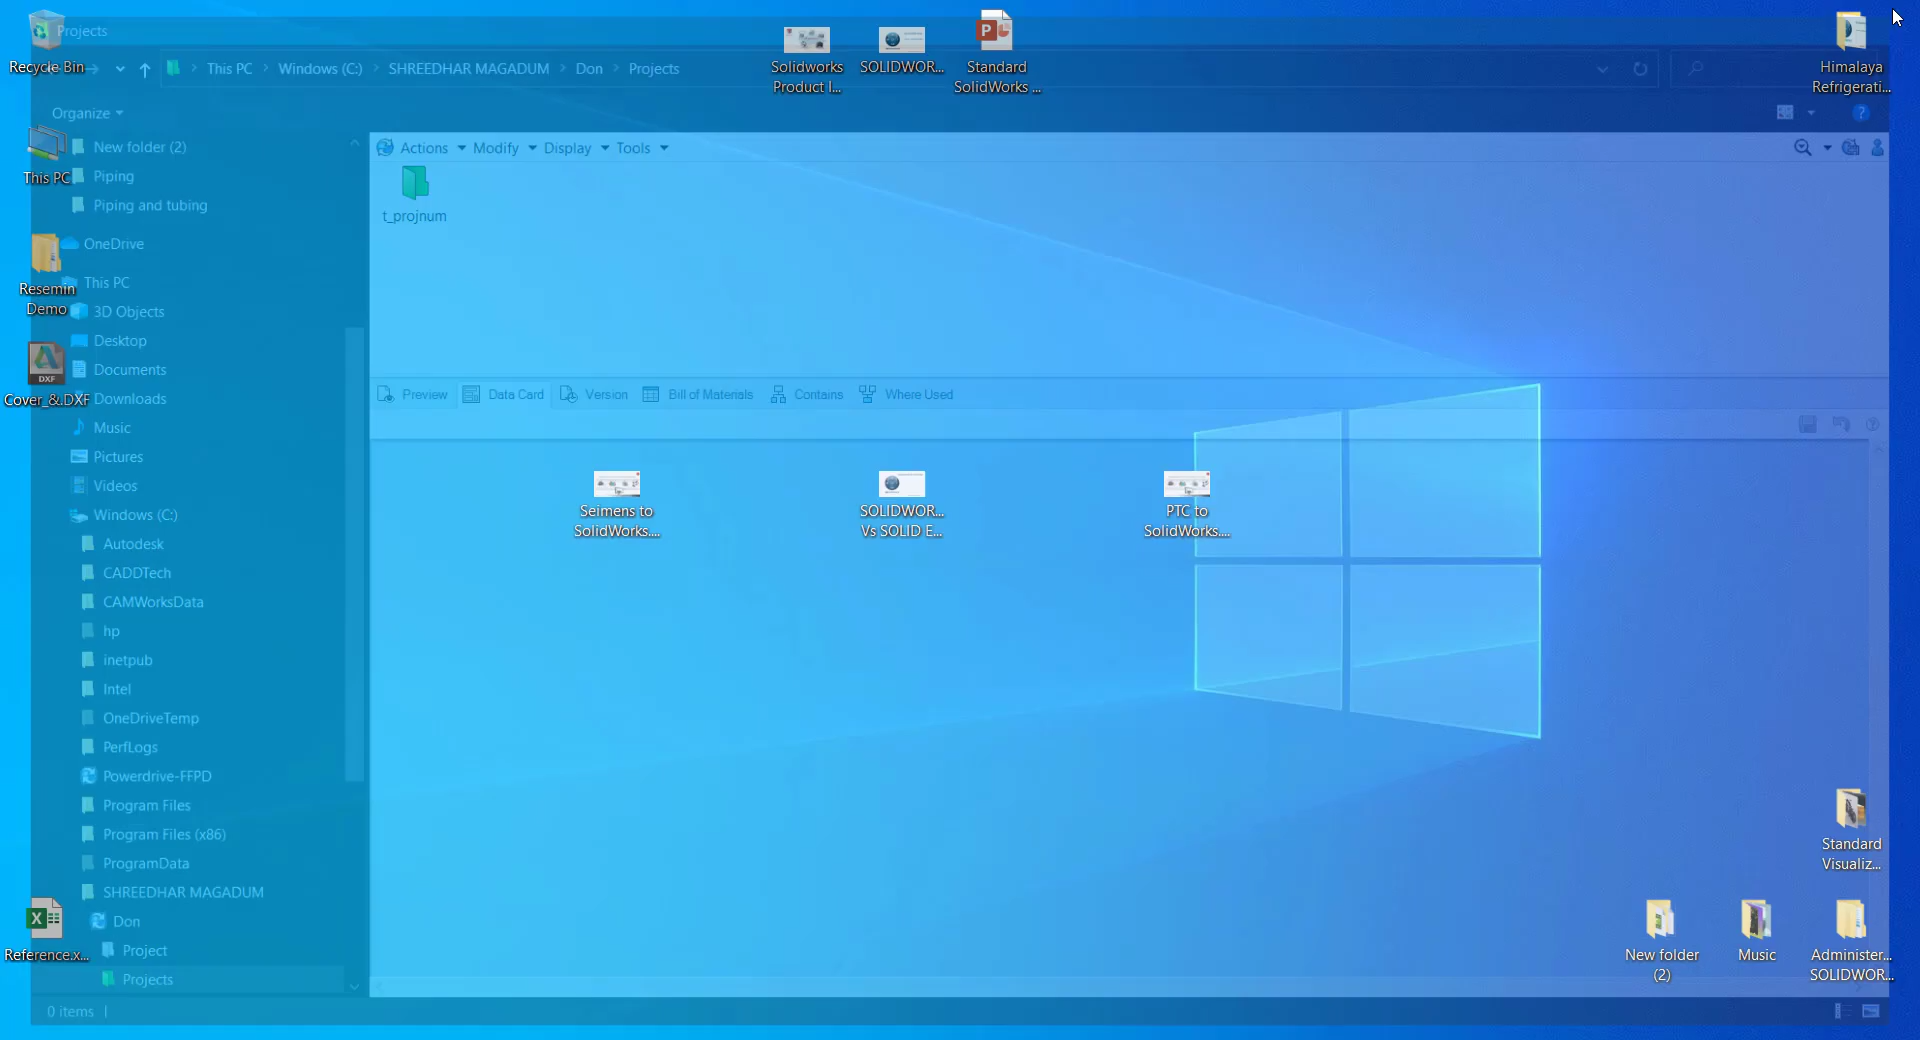 Projects
This PC
Windows (C:)
SHREEDHAR MAGADUM
Don
Projects
Organize
Actions
Modify
Display
Tools
t_projnum
Preview
Data Card
Version
Bill of Materials
Contains
Where Used
New folder (2)
Piping
Piping and tubing
OneDrive
This PC
3D Objects
Desktop
Documents
Downloads
Music
Pictures
Videos
Windows (C:)
Autodesk
CADDTech
CAMWorksData
hp
inetpub
Intel
OneDriveTemp
PerfLogs
Powerdrive-FFPD
Program Files
Program Files (x86)
ProgramData
SHREEDHAR MAGADUM
Don
Project
Projects
0 items
Recycle Bin
This PC
Resemin
Demo
DXF
Cover_&.DXF
Reference.x...
Solidworks
Product I...
SOLIDWOR...
P
Standard
SolidWorks ...
Himalaya
Refrigerati...
Seimens to
SolidWorks....
SOLIDWOR...
Vs SOLID E...
PTC to
SolidWorks....
Standard
Visualiz...
New folder
(2)
Music
Administer...
SOLIDWOR...